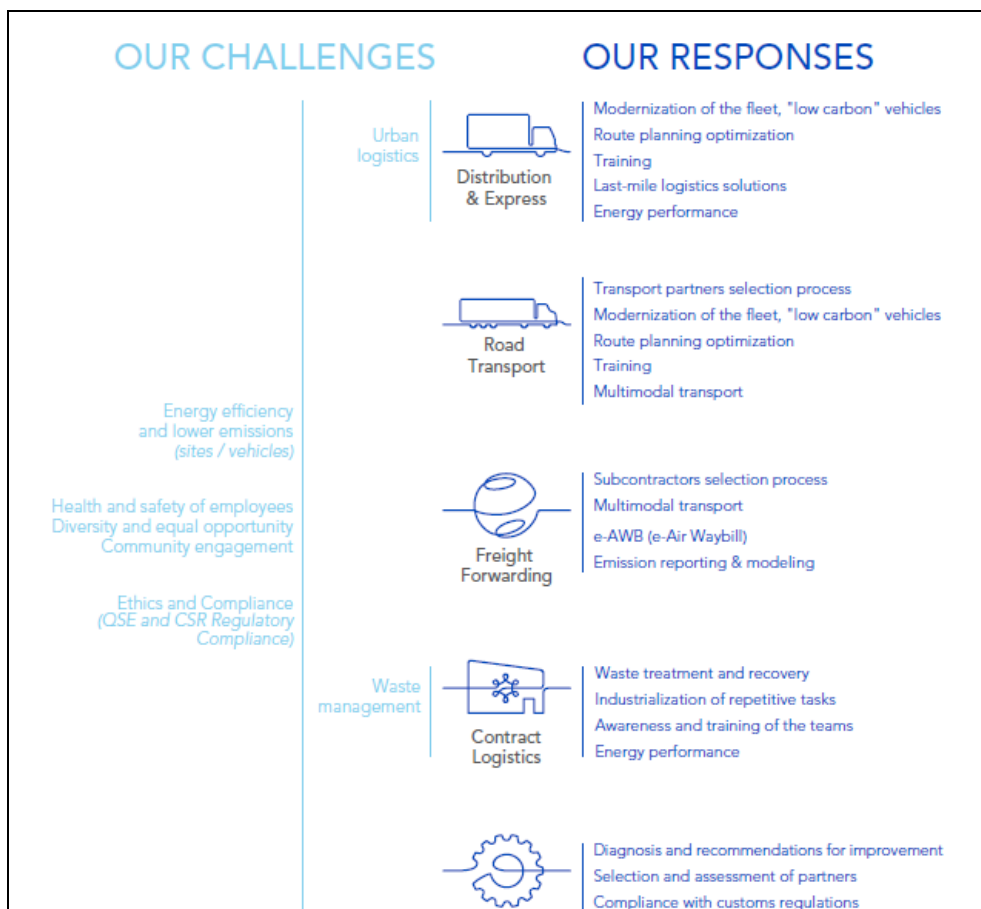 OUR CHALLENGES
OUR RESPONSES
Energy efficiency
and lower emissions
(sites / vehicles)
Health and safety of employees
Diversity and equal opportunity
Community engagement
Ethics and Compliance
(QSE and CSR Regulatory
Compliance)
Urban
logistics
Distribution
& Express
Modernization of the fleet, "low carbon" vehicles
Route planning optimization
Training
Last-mile logistics solutions
Energy performance
Road
Transport
Transport partners selection process
Modernization of the fleet, "low carbon" vehicles
Route planning optimization
Training
Multimodal transport
Freight
Forwarding
Subcontractors selection process
Multimodal transport
e-AWB (e-Air Waybill)
Emission reporting & modeling
Waste
management
Contract
Logistics
Waste treatment and recovery
Industrialization of repetitive tasks
Awareness and training of the teams
Energy performance
Diagnosis and recommendations for improvement
Selection and assessment of partners
Compliance with customs regulations